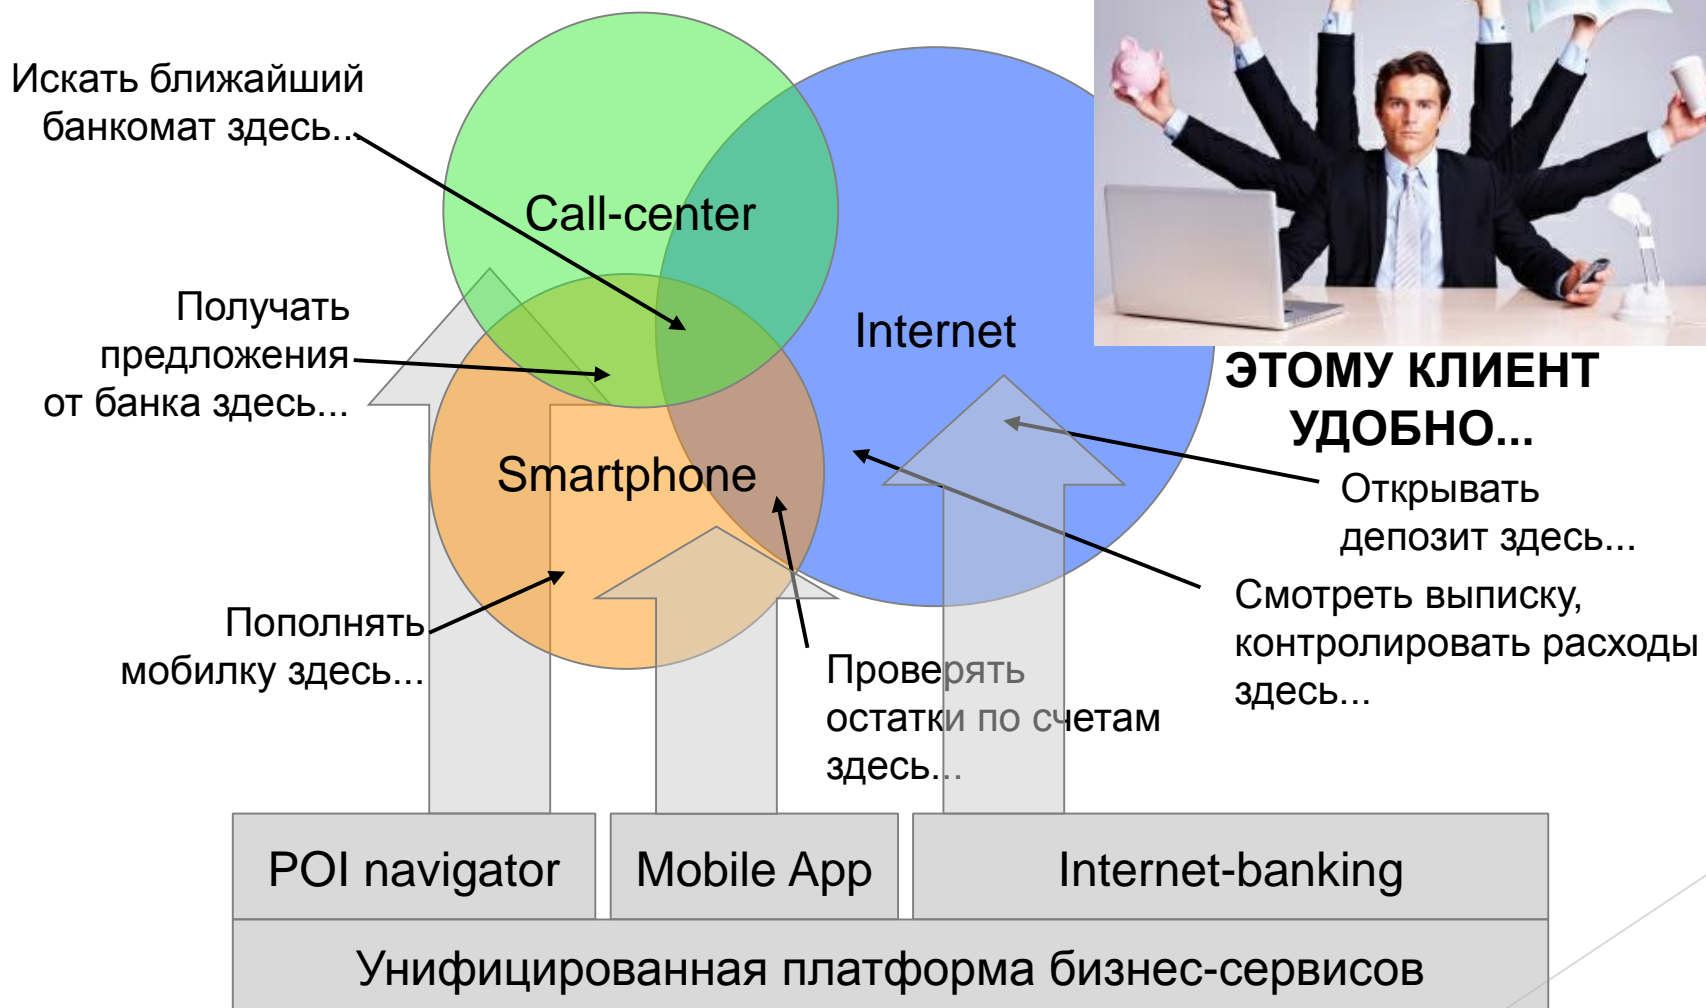 Искать ближайший
банкомат здесь...
Call-center
Получать
предложения
от банка здесь...
Internet
ЭТОМУ КЛИЕНТ
УДОБНО...
Smartphone
Открывать
депозит здесь...
Смотреть выписку,
контролировать расходы
здесь...
Пополнять
мобилку здесь...
Проверять
остатки по счетам
здесь...
POI navigator
Mobile App
Internet-banking
Унифицированная платформа бизнес-сервисов